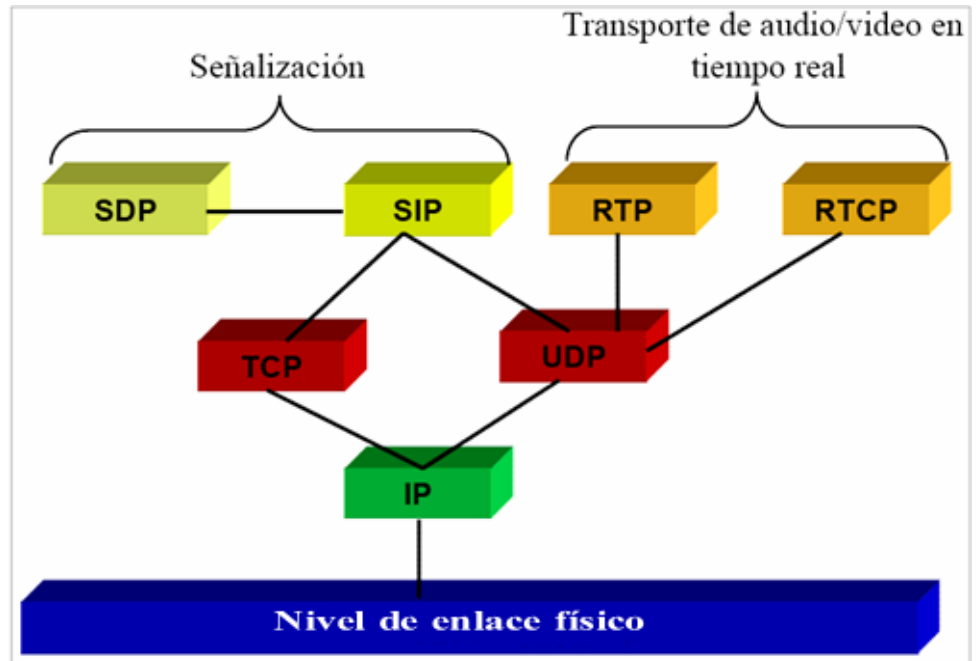 Transporte de audio/video en
tiempo real
Señalización
SDP
SIP
RTP
RTCP
TCP
UDP
IP
Nivel de enlace físico